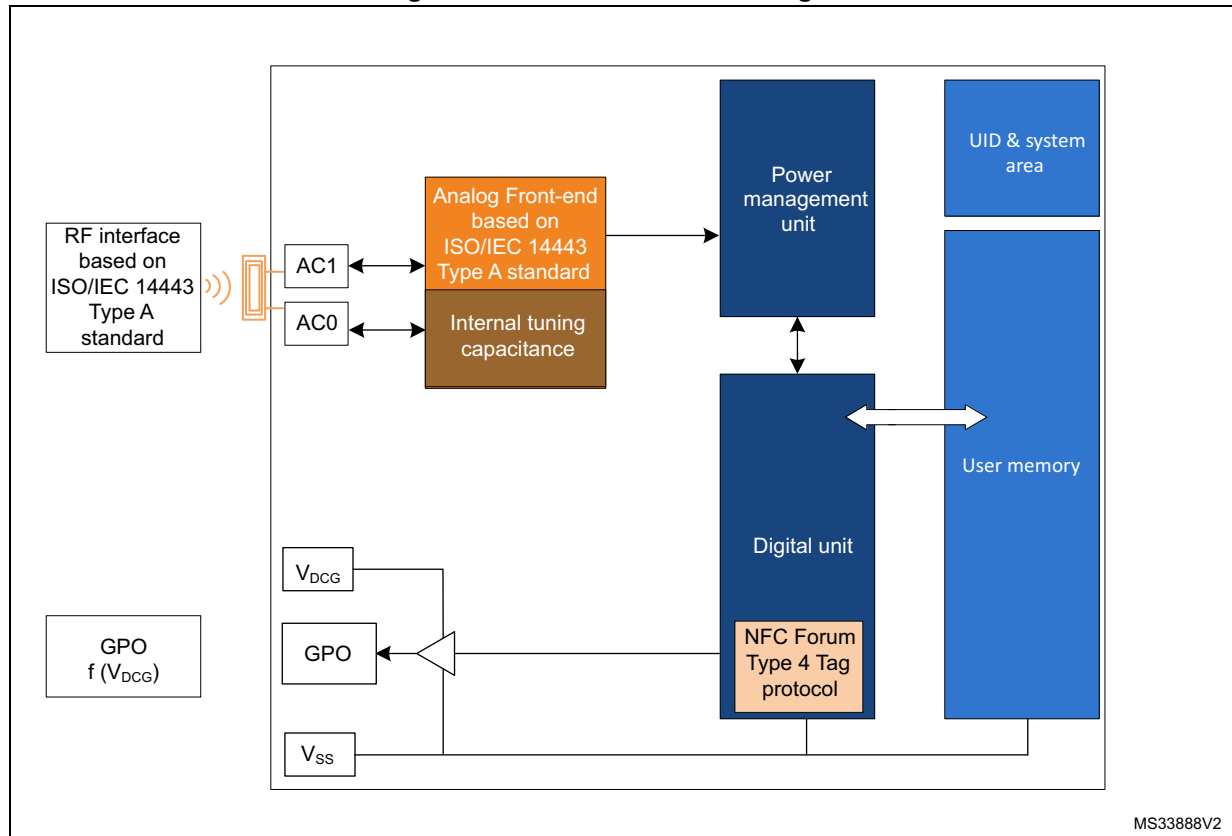 RF interface
based on
ISO/IEC 14443
Type A
standard
AC1
AC0
Analog Front-end
based on
ISO/IEC 14443
Type A standard
Internal tuning
capacitance
Power
management
unit
UID & system
area
User memory
Digital unit
NFC Forum
Type 4 Tag
protocol
VDCG
GPO
f (VDCG)
GPO
VSS
MS33888V2